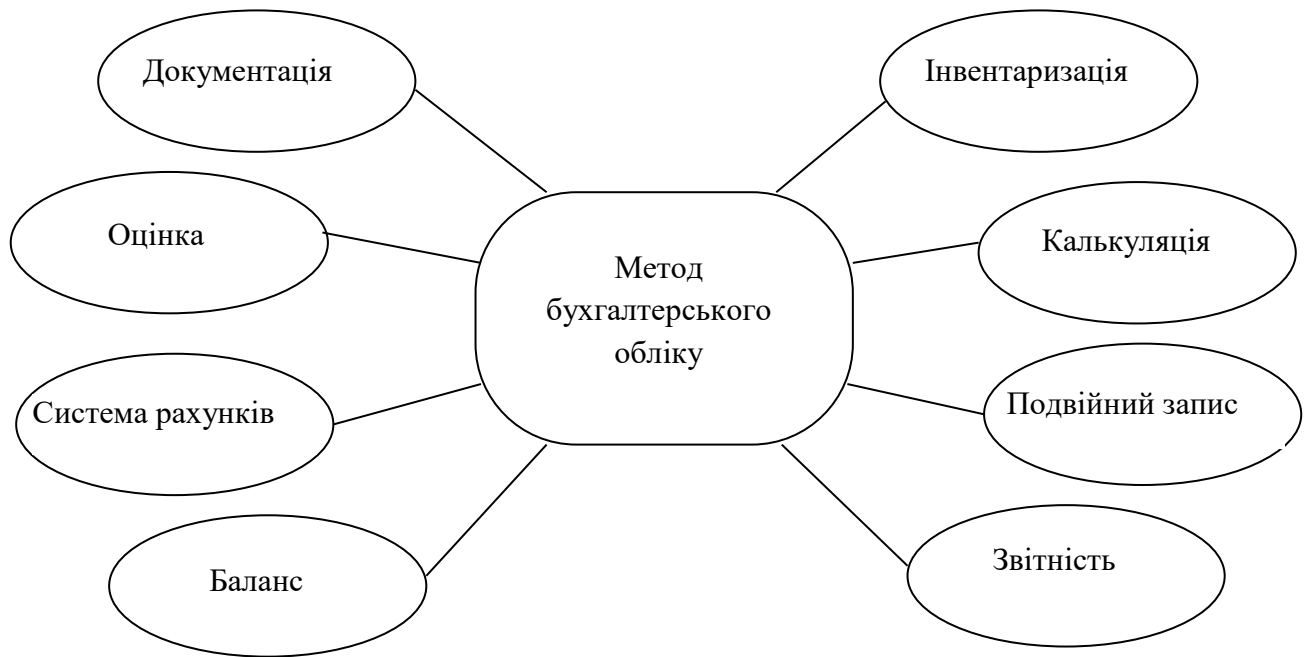 Документація
Інвентаризація
Оцінка
Калькуляція
Метод
бухгалтерського
обліку
Система рахунків
Подвійний запис
Баланс
Звітність